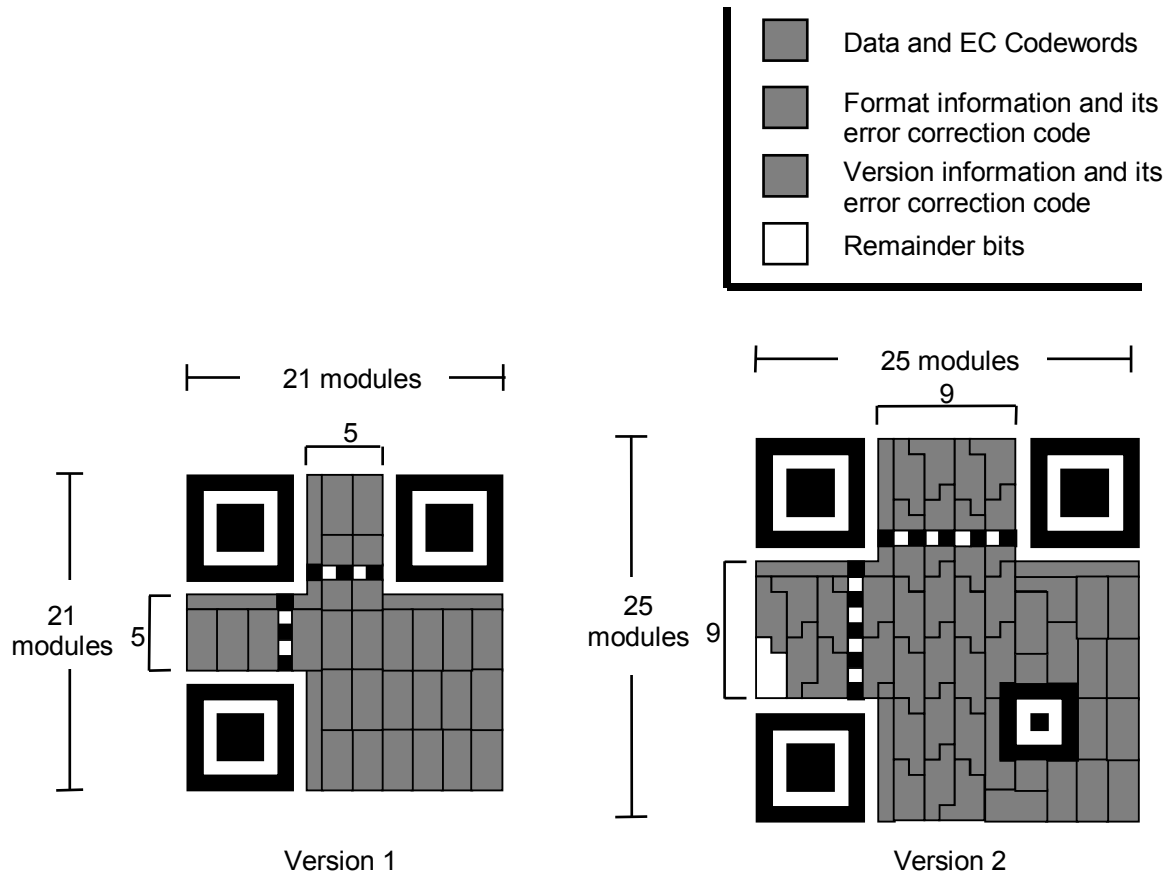 Data and EC Codewords
Format information and its
error correction code
Version information and its
error correction code
Remainder bits
21 modules
5
21
modules
5
Version 1
25 modules
9
25
modules
9
Version 2